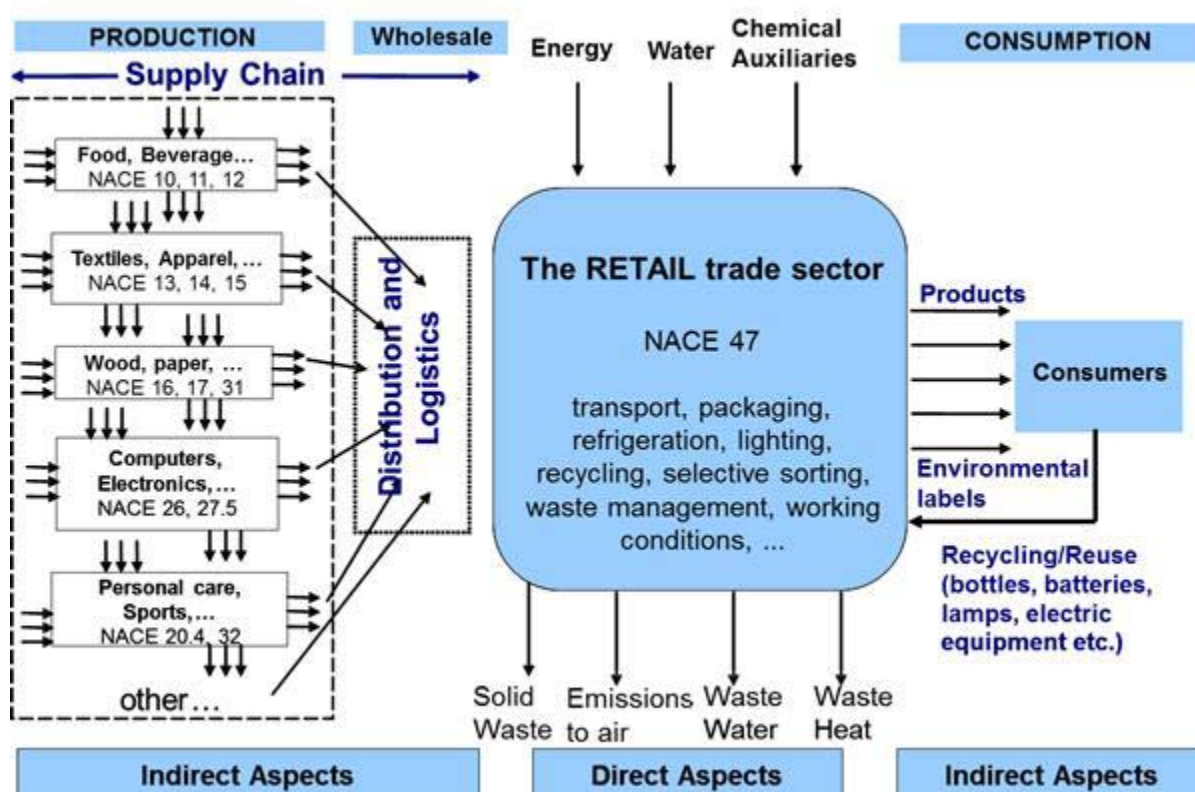 PRODUCTION
Wholesale
Supply Chain
Energy
Water
Chemical
Auxiliaries
CONSUMPTION
Food, Beverage...
NACE 10, 11, 12
Textiles, Apparel, ...
NACE 13, 14, 15
Wood, paper, ...
NACE 16, 17, 31
Computers,
Electronics,...
NACE 26, 27.5
Personal care,
Sports,...
NACE 20.4, 32
other...
Distribution and
Logistics
The RETAIL trade sector
NACE 47
transport, packaging,
refrigeration, lighting,
recycling, selective sorting,
waste management, working
conditions, ...
Products
Consumers
Environmental
labels
Recycling/Reuse
(bottles, batteries,
lamps, electric
equipment etc.)
Solid
Waste
Emissions
to air
Waste
Water
Waste
Heat
Indirect Aspects
Direct Aspects
Indirect Aspects